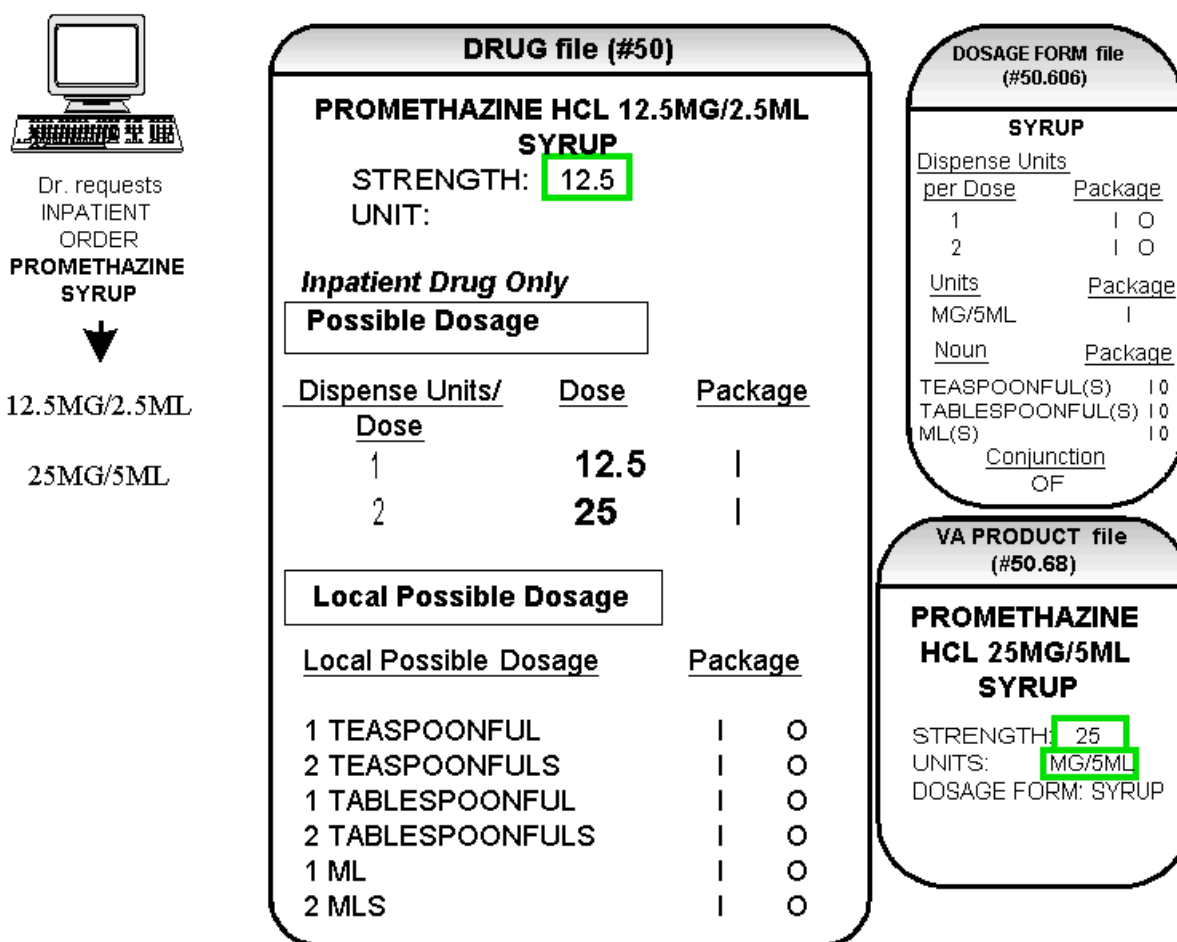 Dr. requests
INPATIENT
ORDER
PROMETHAZINE
SYRUP
12.5MG/2.5ML
25MG/5ML
DRUG file (#50)
PROMETHAZINE HCL 12.5MG/2.5ML
SYRUP
STRENGTH: 12.5
UNIT:
Inpatient Drug Only
Possible Dosage
Dispense Units/ Dose Package
Dose
1 12.5 I
2 25 I
Local Possible Dosage
Local Possible Dosage Package
1 TEASPOONFUL I O
2 TEASPOONFULS I O
1 TABLESPOONFUL I O
2 TABLESPOONFULS I O
1 ML I O
2 MLS I O
DOSAGE FORM file
(#50.606)
SYRUP
Dispense Units
per Dose Package
1 I O
2 I O
Units Package
MG/5ML I
Noun Package
TEASPOONFUL(S) I 0
TABLESPOONFUL(S) I 0
ML(S) I 0
Conjunction
OF
VA PRODUCT file
(#50.68)
PROMETHAZINE
HCL 25MG/5ML
SYRUP
STRENGTH: 25
UNITS: MG/5ML
DOSAGE FORM: SYRUP